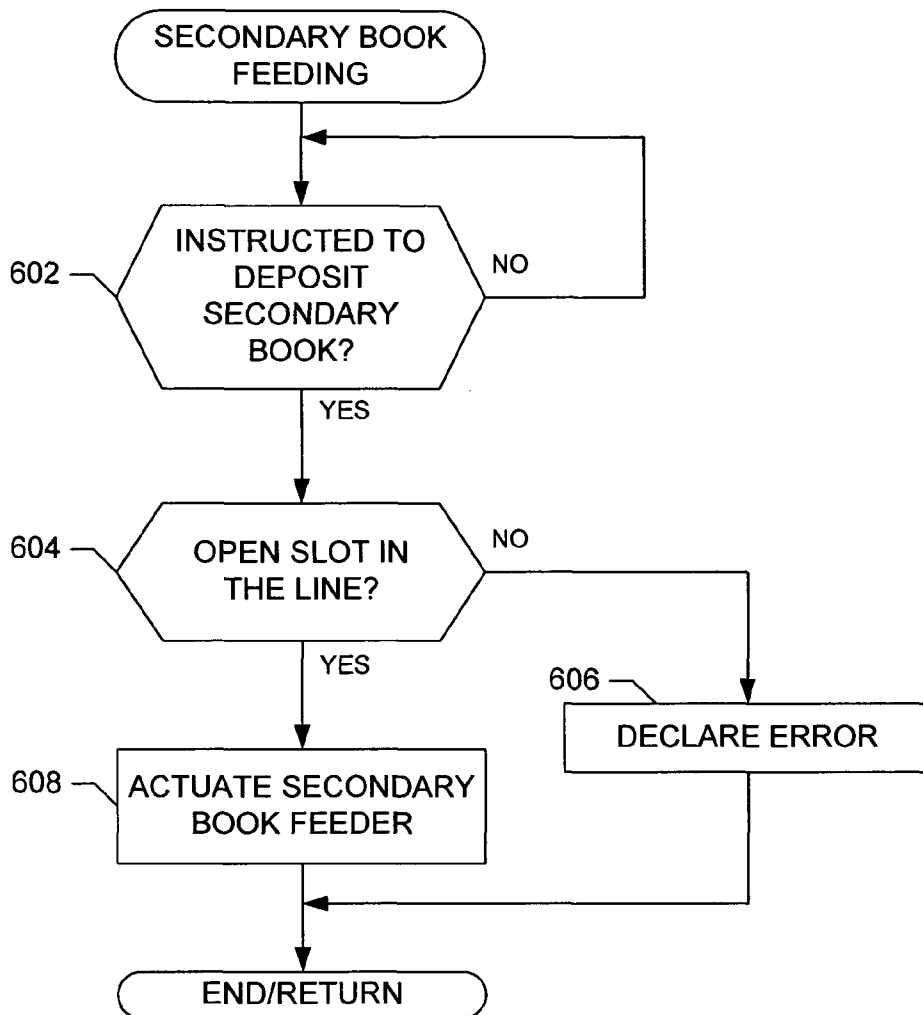 SECONDARY BOOK
FEEDING
602
INSTRUCTED TO
DEPOSIT
SECONDARY
BOOK?
NO
YES
604
OPEN SLOT IN
THE LINE?
NO
YES
606
DECLARE ERROR
608
ACTUATE SECONDARY
BOOK FEEDER
END/RETURN